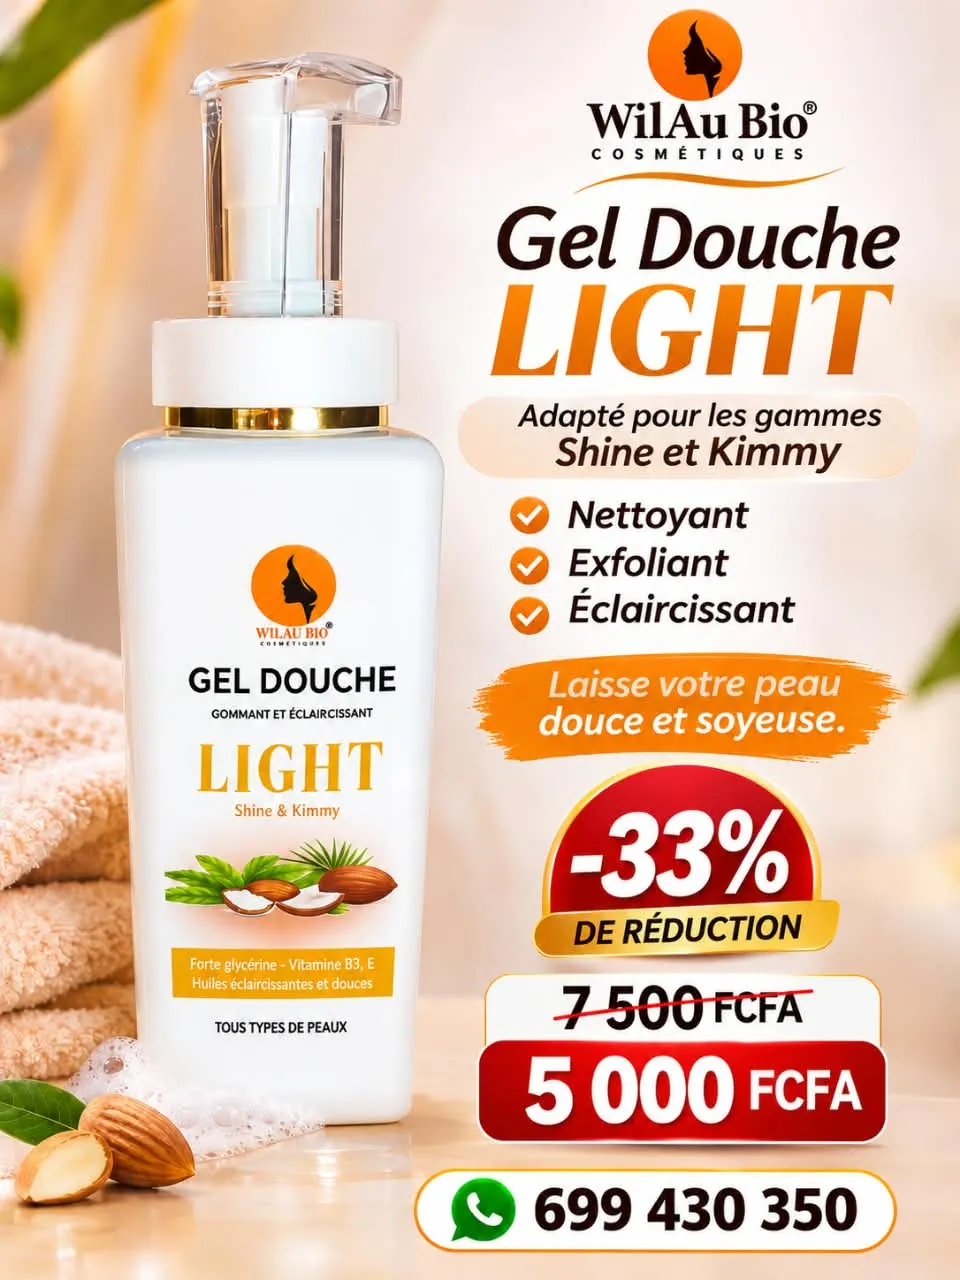 WilAu Bio®
COSMÉTIQUES
Gel Douche
LIGHT
Adapté pour les gammes
Shine et Kimmy
Nettoyant
Exfoliant
Éclaircissant
Laisse votre peau
douce et soyeuse.
-33%
DE RÉDUCTION
7 500 FCFA
5 000 FCFA
699 430 350
WILAU BIO®
COSMÉTIQUES
GEL DOUCHE
GOMMANT ET ÉCLAIRCISSANT
LIGHT
Shine & Kimmy
Forte glycérine - Vitamine B3, E
Huiles éclaircissantes et douces
TOUS TYPES DE PEAUX